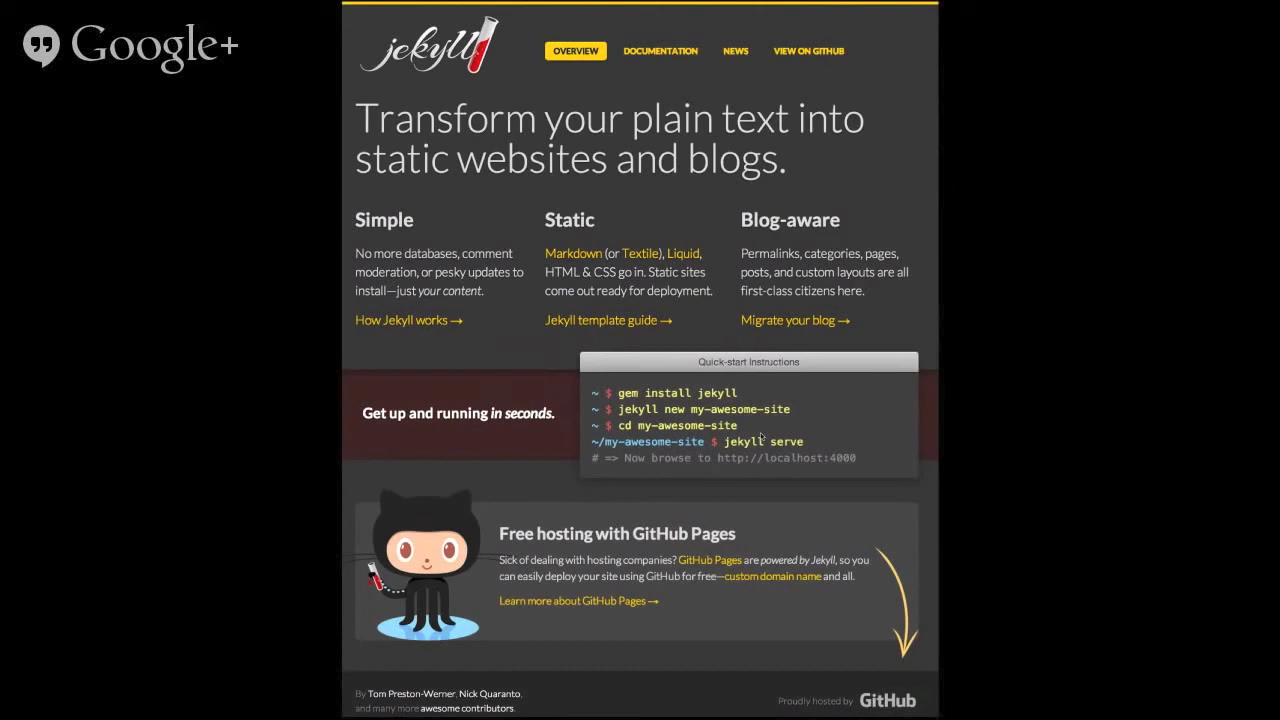 Google+
jekyll
OVERVIEW DOCUMENTATION NEWS VIEW ON GITHUB
Transform your plain text into
static websites and blogs.
Simple
No more databases, comment
moderation, or pesky updates to
install—just your content.
How Jekyll works →
Static
Markdown (or Textile), Liquid,
HTML & CSS go in. Static sites
come out ready for deployment.
Jekyll template guide →
Blog-aware
Permalinks, categories, pages,
posts, and custom layouts are all
first-class citizens here.
Migrate your blog →
Get up and running in seconds.
Quick-start Instructions
~ $ gem install jekyll
~ $ jekyll new my-awesome-site
~ $ cd my-awesome-site
~/my-awesome-site $ jekyll serve
# => Now browse to http://localhost:4000
Free hosting with GitHub Pages
Sick of dealing with hosting companies? GitHub Pages are powered by Jekyll, so you
can easily deploy your site using GitHub for free—custom domain name and all.
Learn more about GitHub Pages →
By Tom Preston-Werner, Nick Quaranto,
and many more awesome contributors.
Proudly hosted by GitHub